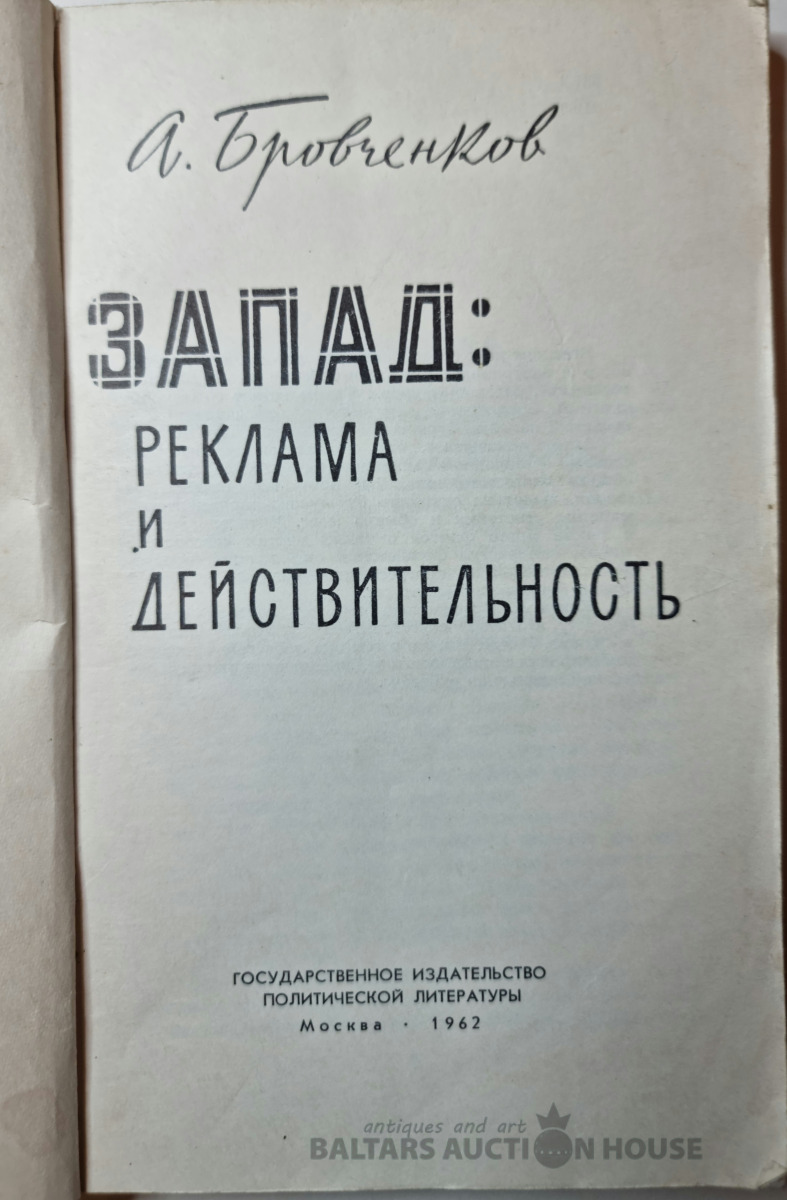 А. Бровченков
ЗАПАД:
РЕКЛАМА
И
ДЕЙСТВИТЕЛЬНОСТЬ
ГОСУДАРСТВЕННОЕ ИЗДАТЕЛЬСТВО
ПОЛИТИЧЕСКОЙ ЛИТЕРАТУРЫ
Москва · 1962
antiques and art
BALTARS AUCTION HOUSE